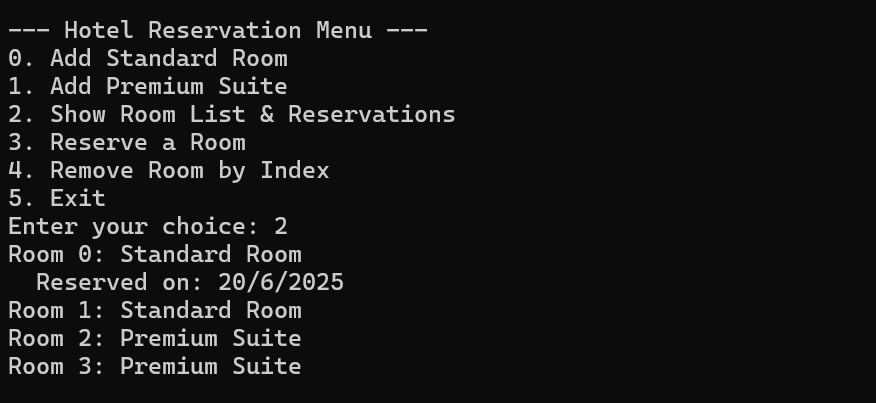 --- Hotel Reservation Menu ---
0. Add Standard Room
1. Add Premium Suite
2. Show Room List & Reservations
3. Reserve a Room
4. Remove Room by Index
5. Exit
Enter your choice: 2
Room 0: Standard Room
  Reserved on: 20/6/2025
Room 1: Standard Room
Room 2: Premium Suite
Room 3: Premium Suite